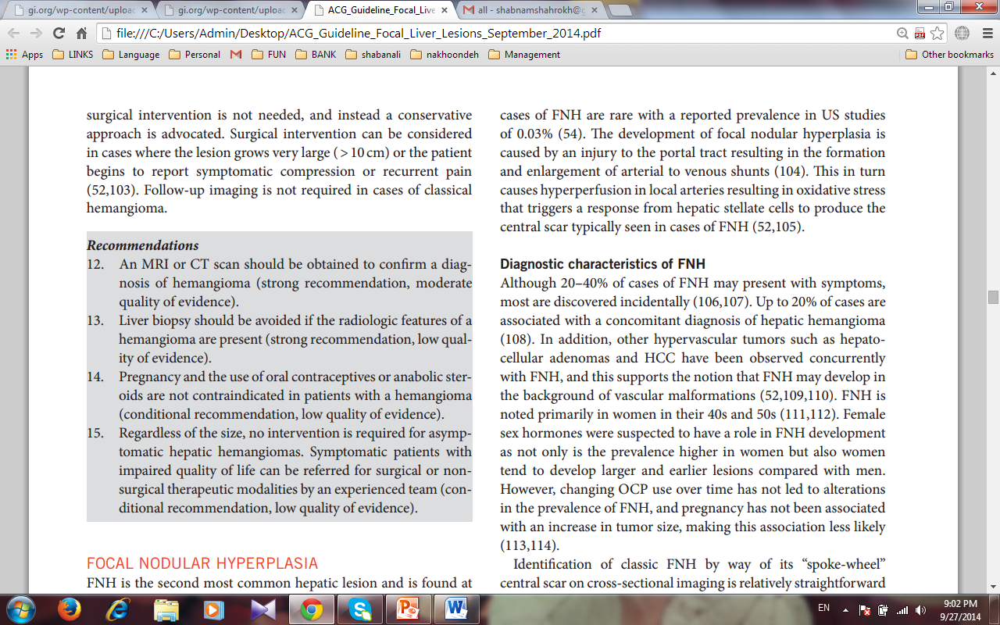 gi.org/wp-content/upload
gi.org/wp-content/upload
ACG_Guideline_Focal_Live
all - shabnamshahrokh@g
file:///C:/Users/Admin/Desktop/ACG_Guideline_Focal_Liver_Lesions_September_2014.pdf
Apps LINKS Language Personal FUN BANK shabanali nakhoondeh Management Other bookmarks
surgical intervention is not needed, and instead a conservative
approach is advocated. Surgical intervention can be considered
in cases where the lesion grows very large ( > 10 cm) or the patient
begins to report symptomatic compression or recurrent pain
(52,103). Follow-up imaging is not required in cases of classical
hemangioma.
Recommendations
12. An MRI or CT scan should be obtained to confirm a diag-
nosis of hemangioma (strong recommendation, moderate
quality of evidence).
13. Liver biopsy should be avoided if the radiologic features of a
hemangioma are present (strong recommendation, low qual-
ity of evidence).
14. Pregnancy and the use of oral contraceptives or anabolic ster-
oids are not contraindicated in patients with a hemangioma
(conditional recommendation, low quality of evidence).
15. Regardless of the size, no intervention is required for asymp-
tomatic hepatic hemangiomas. Symptomatic patients with
impaired quality of life can be referred for surgical or non-
surgical therapeutic modalities by an experienced team (con-
ditional recommendation, low quality of evidence).
FOCAL NODULAR HYPERPLASIA
FNH is the second most common hepatic lesion and is found at
cases of FNH are rare with a reported prevalence in US studies
of 0.03% (54). The development of focal nodular hyperplasia is
caused by an injury to the portal tract resulting in the formation
and enlargement of arterial to venous shunts (104). This in turn
causes hyperperfusion in local arteries resulting in oxidative stress
that triggers a response from hepatic stellate cells to produce the
central scar typically seen in cases of FNH (52,105).
Diagnostic characteristics of FNH
Although 20–40% of cases of FNH may present with symptoms,
most are discovered incidentally (106,107). Up to 20% of cases are
associated with a concomitant diagnosis of hepatic hemangioma
(108). In addition, other hypervascular tumors such as hepato-
cellular adenomas and HCC have been observed concurrently
with FNH, and this supports the notion that FNH may develop in
the background of vascular malformations (52,109,110). FNH is
noted primarily in women in their 40s and 50s (111,112). Female
sex hormones were suspected to have a role in FNH development
as not only is the prevalence higher in women but also women
tend to develop larger and earlier lesions compared with men.
However, changing OCP use over time has not led to alterations
in the prevalence of FNH, and pregnancy has not been associated
with an increase in tumor size, making this association less likely
(113,114).
Identification of classic FNH by way of its “spoke-wheel”
central scar on cross-sectional imaging is relatively straightforward
EN
9:02 PM
9/27/2014